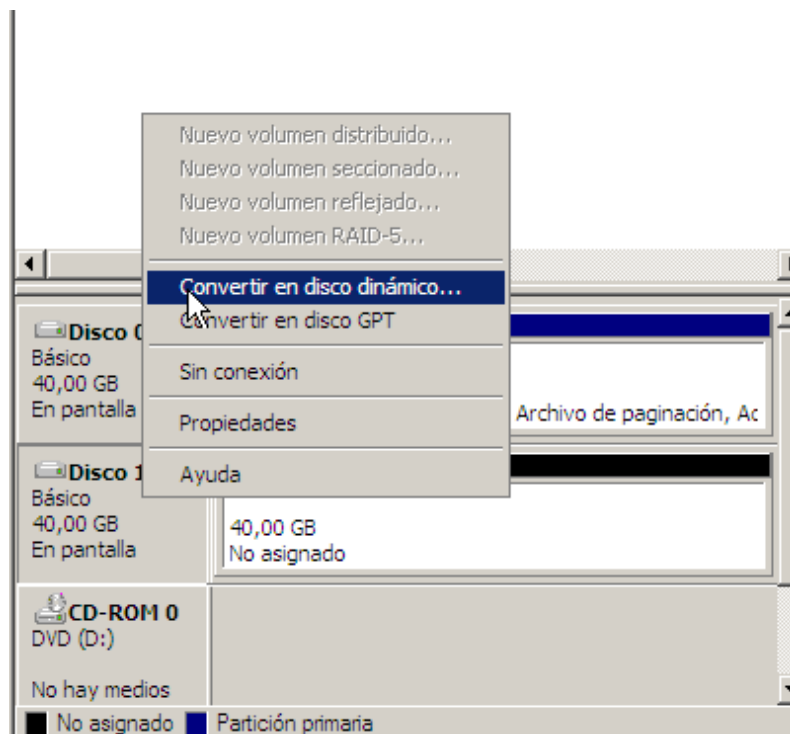 Nuevo volumen distribuido...
Nuevo volumen seccionado...
Nuevo volumen reflejado...
Nuevo volumen RAID-5...
Convertir en disco dinámico...
Convertir en disco GPT
Sin conexión
Propiedades
Ayuda
Disco
Básico
40,00 GB
En pantalla
Archivo de paginación, Ac
Disco 1
Básico
40,00 GB
En pantalla
40,00 GB
No asignado
CD-ROM 0
DVD (D:)
No hay medios
No asignado Partición primaria